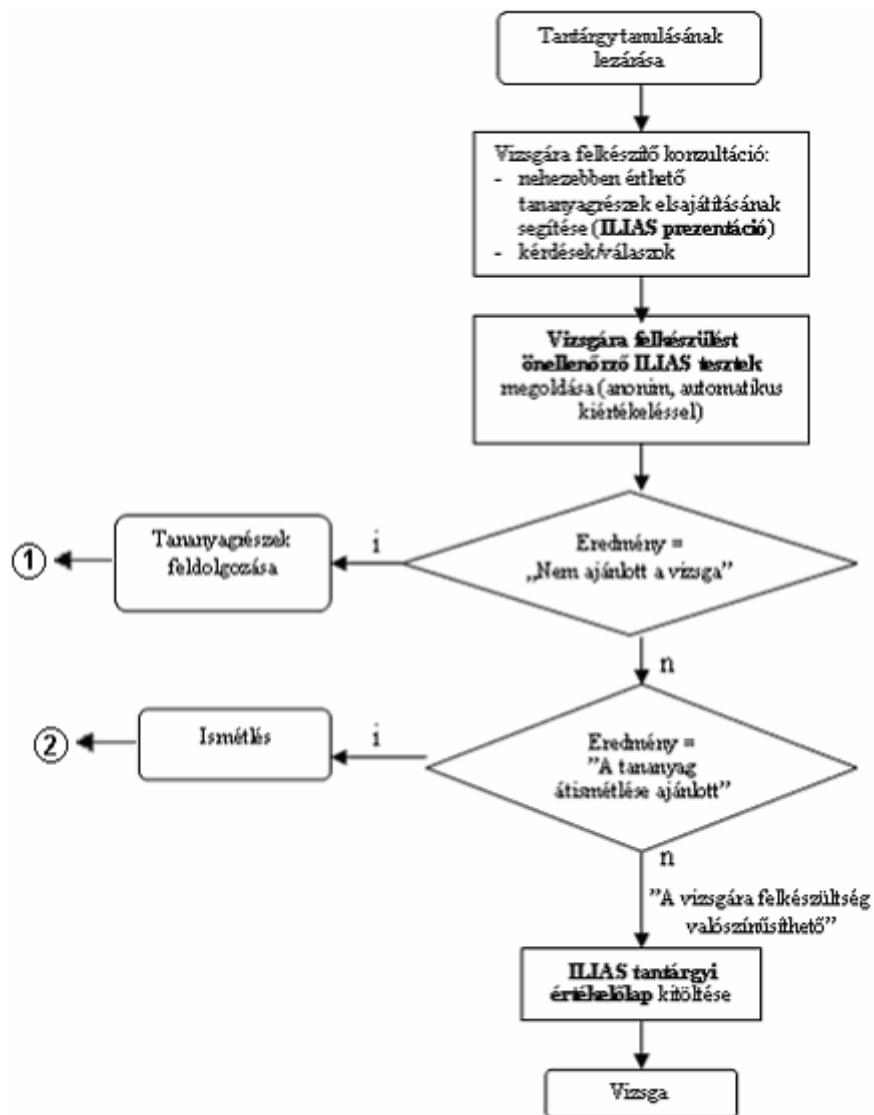 Tantárgy tanulásának
lezárása
Vizsgára felkészítő konzultáció:
- nehezebben érthető
tananyagrészek elsajátításának
segítése (ILIAS prezentáció)
- kérdések/válaszok
Vizsgára felkészülést
önellenőrző ILIAS tesztek
megoldása (anonim, automatikus
kiértékeléssel)
Eredmény =
„Nem ajánlott a vizsga”
i
Tananyagrészek
feldolgozása
1
n
Eredmény =
”A tananyag
átismétlése ajánlott”
i
Ismétlés
2
n
”A vizsgára felkészültség
valószínűsíthető”
ILIAS tantárgyi
értékelőlap kitöltése
Vizsga